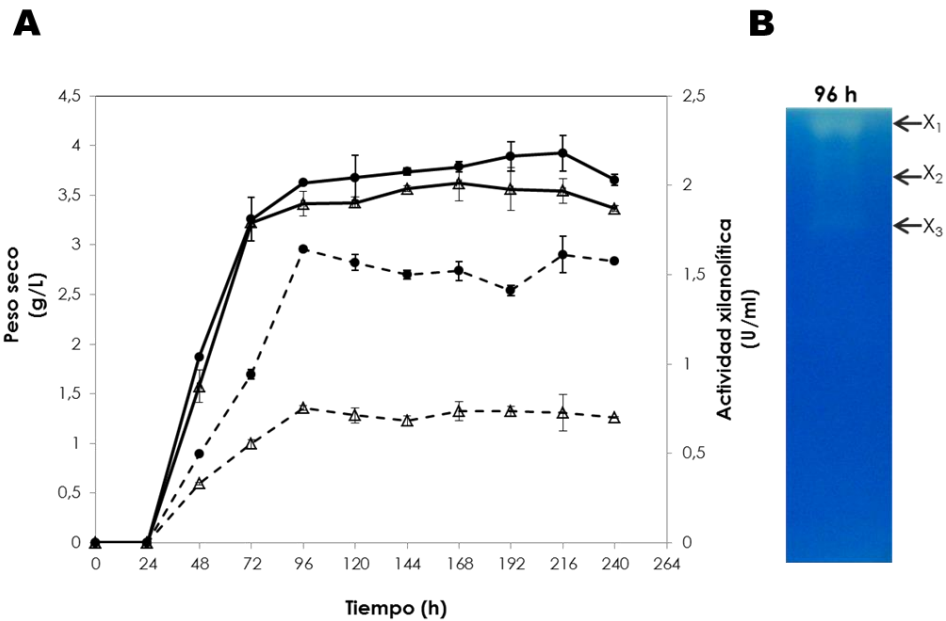 A
B
4,5
4
3,5
3
2,5
2
1,5
1
0,5
0
Peso seco
(g/L)
2,5
2
1,5
1
0,5
0
Actividad xilanolítica
(U/ml)
0 24 48 72 96 120 144 168 192 216 240 264
Tiempo (h)
96 h
X1
X2
X3